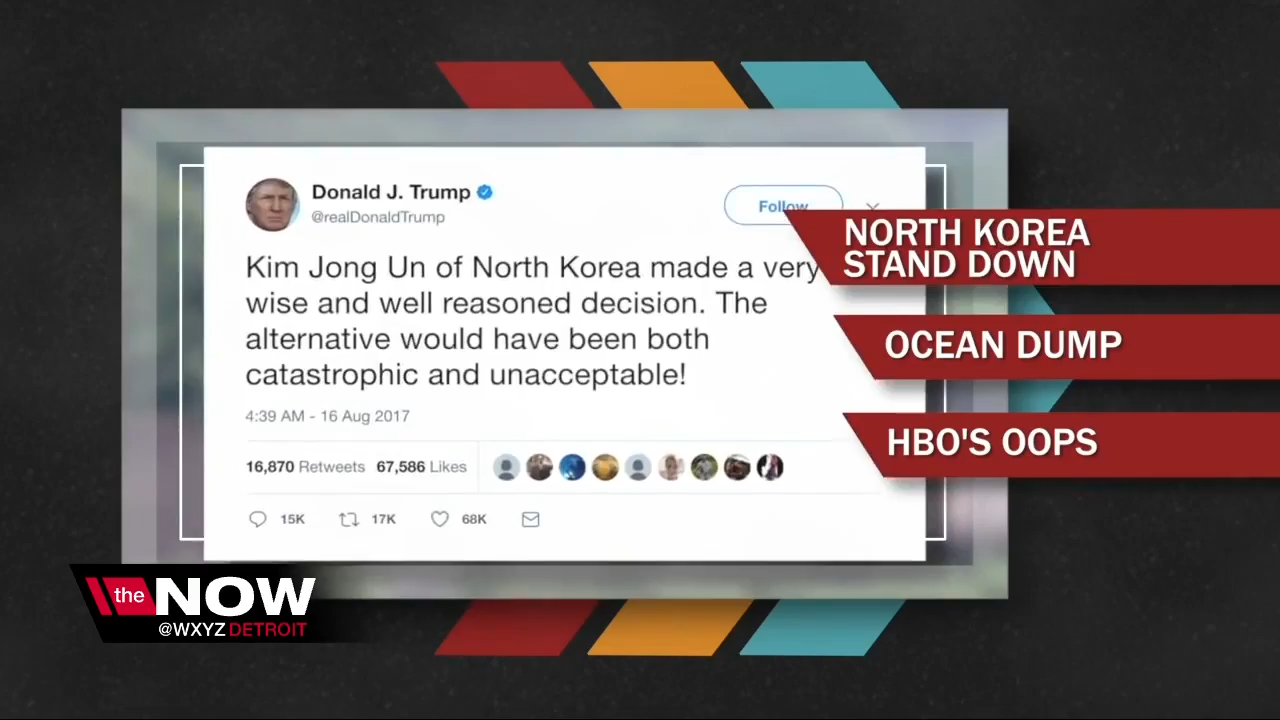 Donald J. Trump
@realDonaldTrump
Follow
Kim Jong Un of North Korea made a very
wise and well reasoned decision. The
alternative would have been both
catastrophic and unacceptable!
4:39 AM - 16 Aug 2017
16,870 Retweets 67,586 Likes
15K 17K 68K
NORTH KOREA
STAND DOWN
OCEAN DUMP
HBO'S OOPS
the NOW
@WXYZ DETROIT